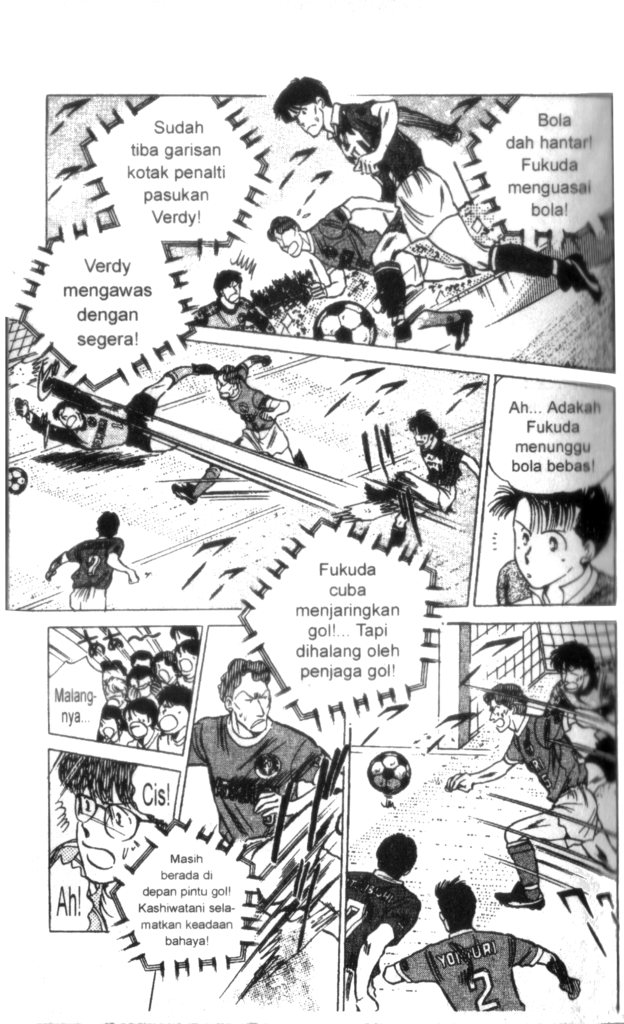 Sudah
tiba garisan
kotak penalti
pasukan
Verdy!
Bola
dah hantar!
Fukuda
menguasai
bola!
Verdy
mengawas
dengan
segera!
Ah... Adakah
Fukuda
menunggu
bola bebas!
2
Fukuda
cuba
menjaringkan
gol!... Tapi
dihalang oleh
penjaga gol!
Malang-
nya...
Cis!
Ah!
Masih
berada di
depan pintu gol!
Kashiwatani sela-
matkan keadaan
bahaya!
2